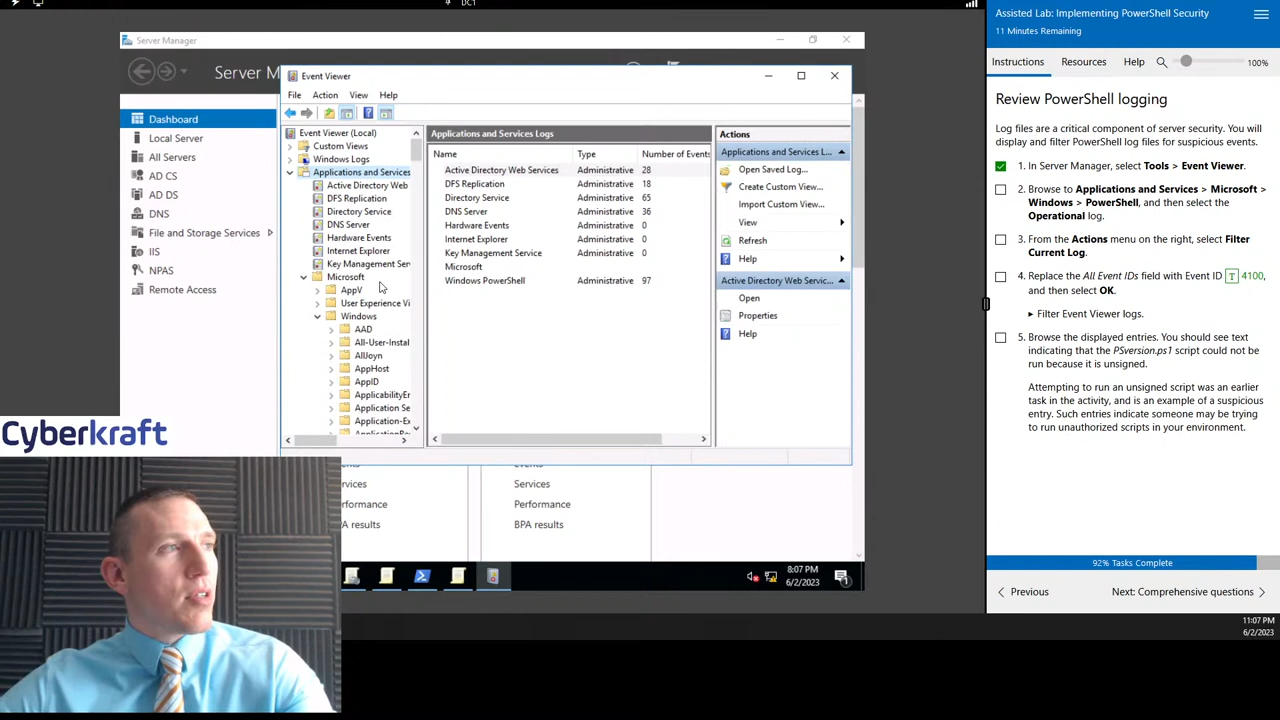 DC1
Server Manager
Server M
Dashboard
Local Server
All Servers
AD CS
AD DS
DNS
File and Storage Services
IIS
NPAS
Remote Access
Event Viewer
File Action View Help
Event Viewer (Local)
Custom Views
Windows Logs
Applications and Services
Active Directory Web
DFS Replication
Directory Service
DNS Server
Hardware Events
Internet Explorer
Key Management Ser
Microsoft
AppV
User Experience Vi
Windows
AAD
All-User-Instal
AllJoyn
AppHost
AppID
ApplicabilityEr
Application Se
Application-Ex
Applications and Services Logs
Name Type Number of Events
Active Directory Web Services Administrative 28
DFS Replication Administrative 18
Directory Service Administrative 65
DNS Server Administrative 36
Hardware Events Administrative 0
Internet Explorer Administrative 0
Key Management Service Administrative 0
Microsoft
Windows PowerShell Administrative 97
Actions
Applications and Services L...
Open Saved Log...
Create Custom View...
Import Custom View...
View
Refresh
Help
Active Directory Web Servic...
Open
Properties
Help
Services
Services
Performance
BPA results
BPA results
8:07 PM
6/2/2023
1
Cyberkraft
Assisted Lab: Implementing PowerShell Security
11 Minutes Remaining
Instructions Resources Help 100%
Review PowerShell logging
Log files are a critical component of server security. You will
display and filter PowerShell log files for suspicious events.
1. In Server Manager, select Tools > Event Viewer.
2. Browse to Applications and Services > Microsoft >
Windows > PowerShell, and then select the
Operational log.
3. From the Actions menu on the right, select Filter
Current Log.
4. Replace the All Event IDs field with Event ID T 4100,
and then select OK.
Filter Event Viewer logs.
5. Browse the displayed entries. You should see text
indicating that the PSversion.ps1 script could not be
run because it is unsigned.
Attempting to run an unsigned script was an earlier
task in the activity, and is an example of a suspicious
entry. Such entries indicate someone may be trying
to run unauthorized scripts in your environment.
92% Tasks Complete
Previous Next: Comprehensive questions
11:07 PM
6/2/2023